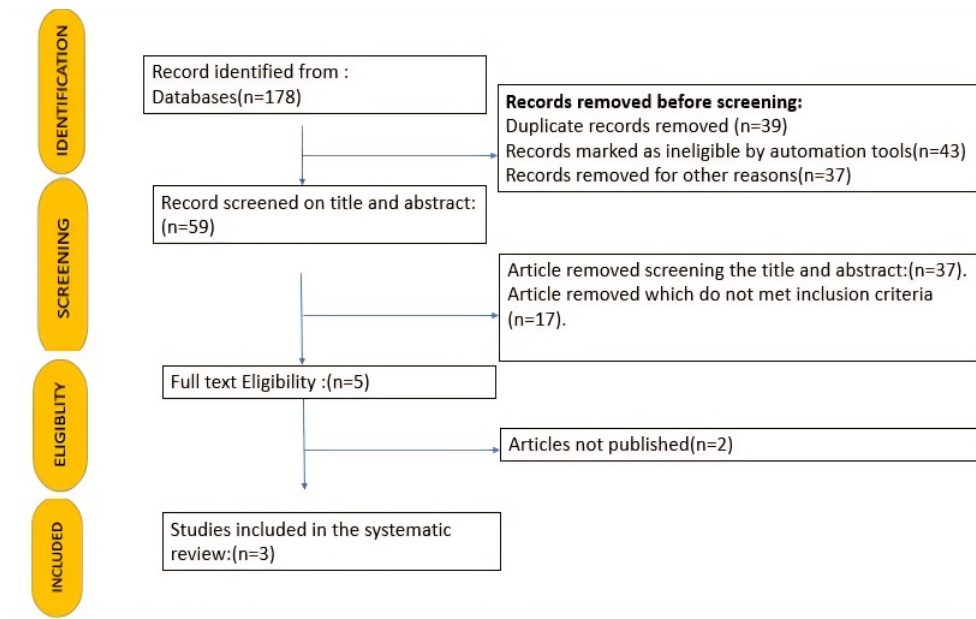 IDENTIFICATION
Record identified from :
Databases(n=178)
Records removed before screening:
Duplicate records removed (n=39)
Records marked as ineligible by automation tools(n=43)
Records removed for other reasons(n=37)
SCREENING
Record screened on title and abstract:
(n=59)
Article removed screening the title and abstract:(n=37).
Article removed which do not met inclusion criteria
(n=17).
ELIGIBLITY
Full text Eligibility :(n=5)
Articles not published(n=2)
INCLUDED
Studies included in the systematic
review:(n=3)